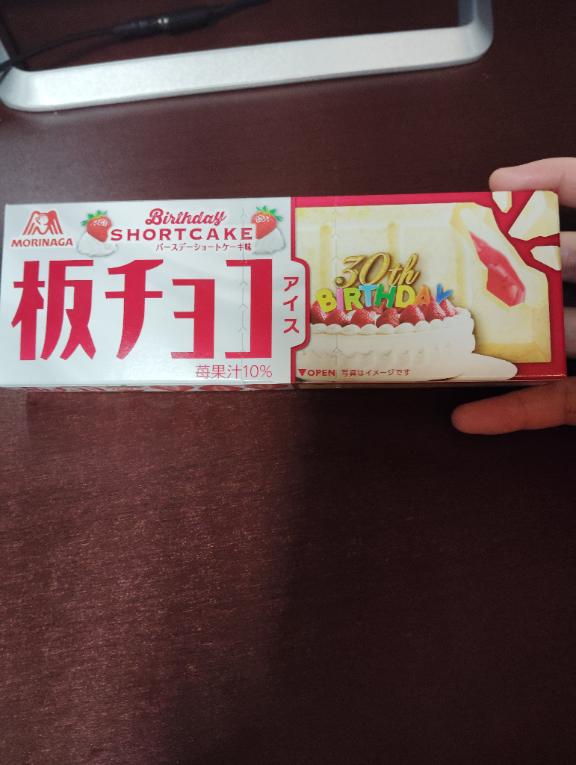 MORINAGA
Birthday
SHORTCAKE
バースデーショートケーキ味
板チョコ
アイス
苺果汁10%
30th
BIRTHDAY
▼OPEN 写真はイメージです